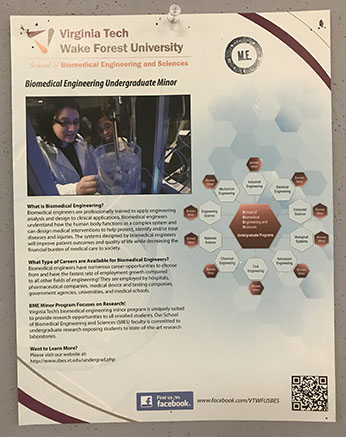 Virginia Tech
Wake Forest University
School of Biomedical Engineering and Sciences
M.E.
Biomedical Engineering Undergraduate Minor
What is Biomedical Engineering?
Biomedical engineers are professionally trained to apply engineering
analysis and design to clinical applications. Biomedical engineers
understand how the human body functions as a complex system and
can design medical interventions to help protect, identify and/or treat
diseases and injuries. The systems designed by biomedical engineers
will improve patient outcomes and quality of life while decreasing the
financial burden of medical care to society.
What Type of Careers are Available for Biomedical Engineers?
Biomedical engineers have numerous career opportunities to choose
from and have the fastest rate of employment growth compared
to all other fields of engineering! They are employed by hospitals,
pharmaceutical companies, medical device and testing companies,
government agencies, universities, and medical schools.
BME Minor Program Focuses on Research!
Virginia Tech's biomedical engineering minor program is uniquely suited
to provide research opportunities to all enrolled students. Our School
of Biomedical Engineering and Sciences (SBES) faculty is committed to
undergraduate research exposing students to state-of-the-art research
laboratories.
Want to Learn More?
Please visit our website at:
http://www.sbes.vt.edu/undergrad.php
Industrial
Engineering
Mechanical
Engineering
Electrical
Engineering
Engineering
Computer
Science
School of
Biomedical
Engineering and
Sciences
Undergraduate Programs
Science
Biological
Systems
Chemical
Engineering
Civil
Engineering
Aerospace
Engineering
Find us on
facebook.
www.facebook.com/VTWFUSBES